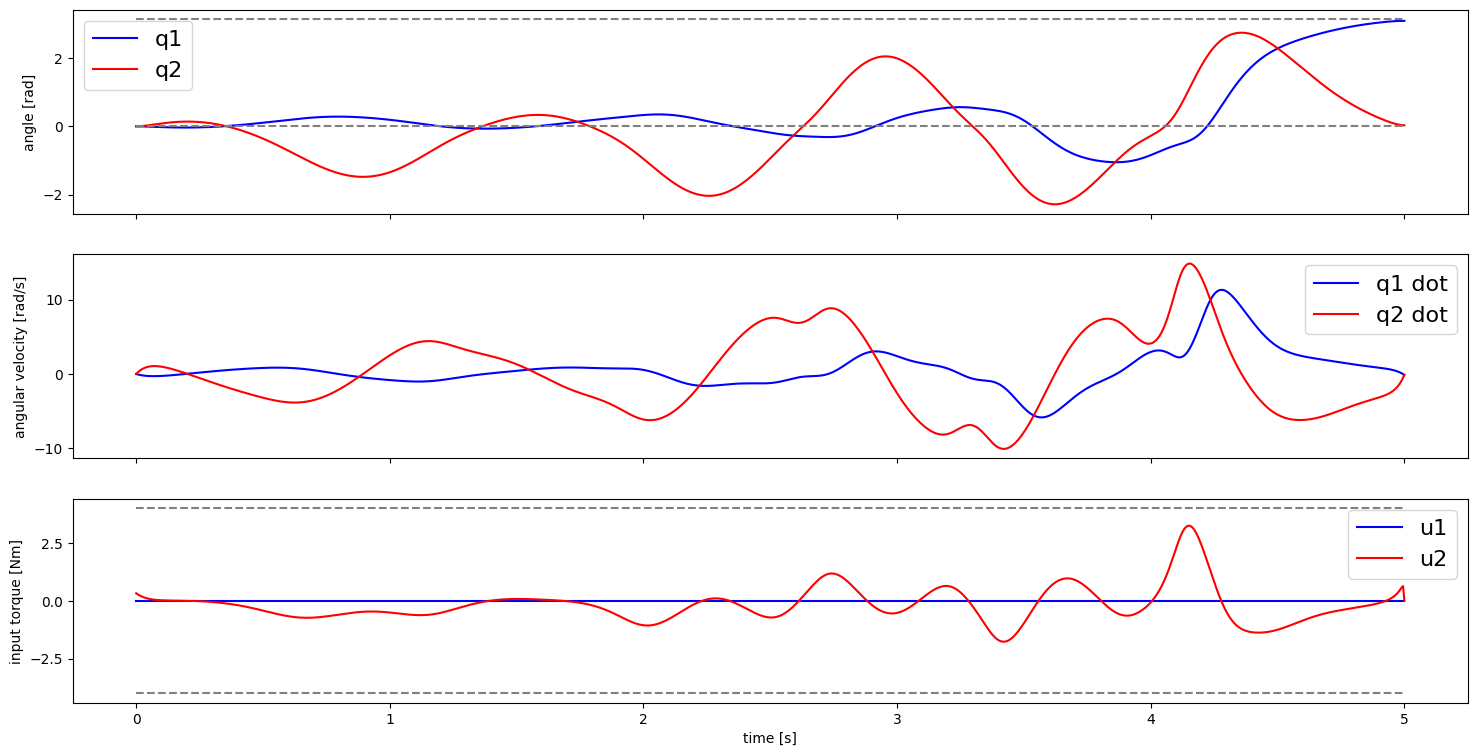 q1
q2
angle [rad]
2
0
−2
q1 dot
q2 dot
angular velocity [rad/s]
10
0
−10
u1
u2
input torque [Nm]
2.5
0.0
−2.5
0 1 2 3 4 5
time [s]